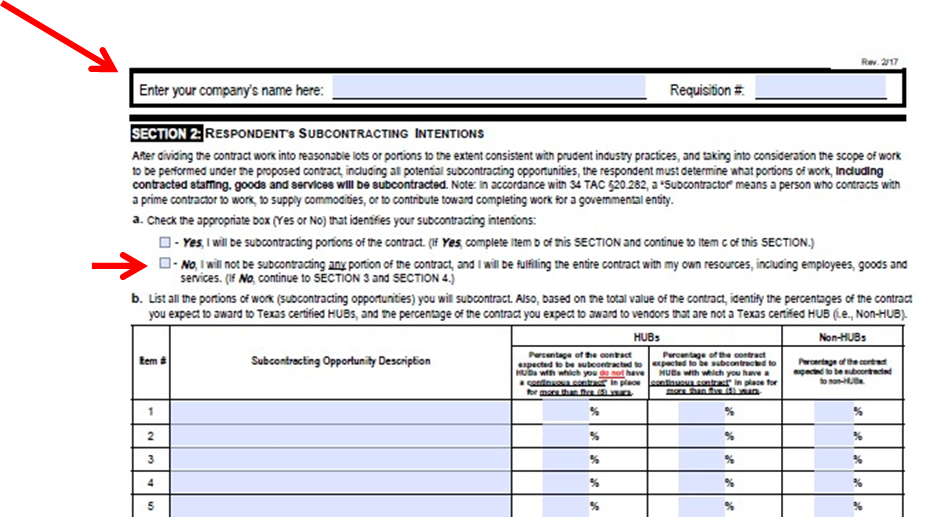 Rev. 2/17
Enter your company's name here: Requisition #:
SECTION 2: RESPONDENT'S SUBCONTRACTING INTENTIONS
After dividing the contract work into reasonable lots or portions to the extent consistent with prudent industry practices, and taking into consideration the scope of work
to be performed under the proposed contract, including all potential subcontracting opportunities, the respondent must determine what portions of work, including
contracted staffing, goods and services will be subcontracted. Note: In accordance with 34 TAC §20.282, a "Subcontractor" means a person who contracts with
a prime contractor to work, to supply commodities, or to contribute toward completing work for a governmental entity.
a. Check the appropriate box (Yes or No) that identifies your subcontracting intentions:
- Yes, I will be subcontracting portions of the contract. (If Yes, complete Item b of this SECTION and continue to Item c of this SECTION.)
- No, I will not be subcontracting any portion of the contract, and I will be fulfilling the entire contract with my own resources, including employees, goods and
services. (If No, continue to SECTION 3 and SECTION 4.)
b. List all the portions of work (subcontracting opportunities) you will subcontract. Also, based on the total value of the contract, identify the percentages of the contract
you expect to award to Texas certified HUBs, and the percentage of the contract you expect to award to vendors that are not a Texas certified HUB (i.e., Non-HUB).
Item # Subcontracting Opportunity Description
HUBs Non-HUBs
Percentage of the contract
expected to be subcontracted to
HUBs with which you do not have
a continuous contract* in place
for more than five (5) years.
Percentage of the contract
expected to be subcontracted to
HUBs with which you have a
continuous contract* in place for
more than five (5) years.
Percentage of the contract
expected to be subcontracted
to non-HUBs.
1 % % %
2 % % %
3 % % %
4 % % %
5 % % %